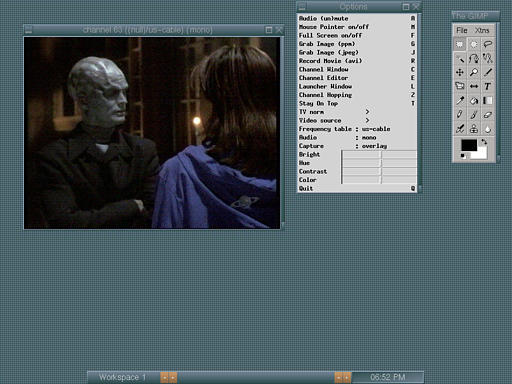 channel 63 ((null)/us-cable) (mono)
Options
Audio (un)mute A
Mouse Pointer on/off M
Full Screen on/off F
Grab Image (ppm) G
Grab Image (jpeg) J
Record Movie (avi) R
Channel Window C
Channel Editor E
Launcher Window L
Channel Hopping Z
Stay On Top T
TV norm >
Video source >
Frequency table : us-cable
Audio : mono
Capture : overlay
Bright
Hue
Contrast
Color
Quit Q
The GIMP
File Xtns
Workspace 1
06:52 PM